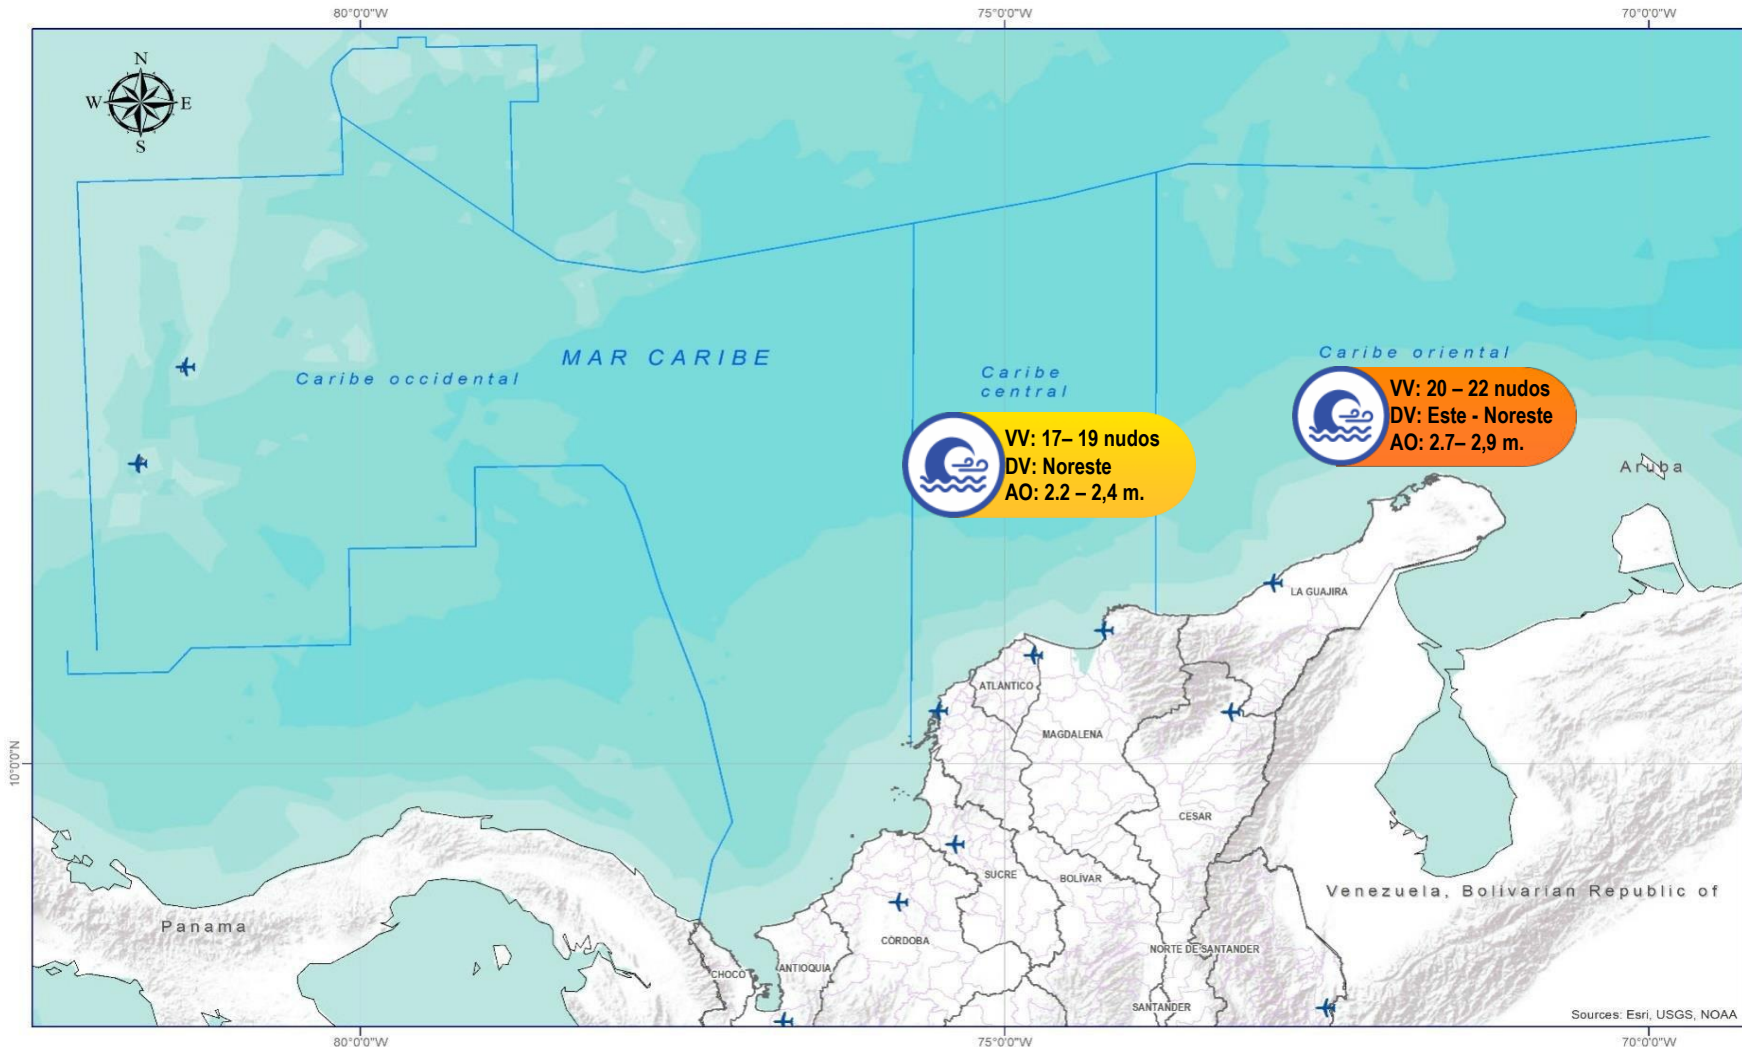 80°0'0"W
75°0'0"W
70°0'0"W
N
W
E
S
MAR CARIBE
Caribe occidental
Caribe
central
Caribe oriental
VV: 20 – 22 nudos
DV: Este - Noreste
AO: 2.7– 2,9 m.
VV: 17– 19 nudos
DV: Noreste
AO: 2.2 – 2,4 m.
Aruba
LA GUAJIRA
ATLANTICO
MAGDALENA
10°0'0"N
CESAR
SUCRE
BOLÍVAR
Venezuela, Bolivarian Republic of
Panama
CÓRDOBA
NORTE DE SANTANDER
CHOCO
ANTIOQUIA
SANTANDER
Sources: Esri, USGS, NOAA
80°0'0"W
75°0'0"W
70°0'0"W